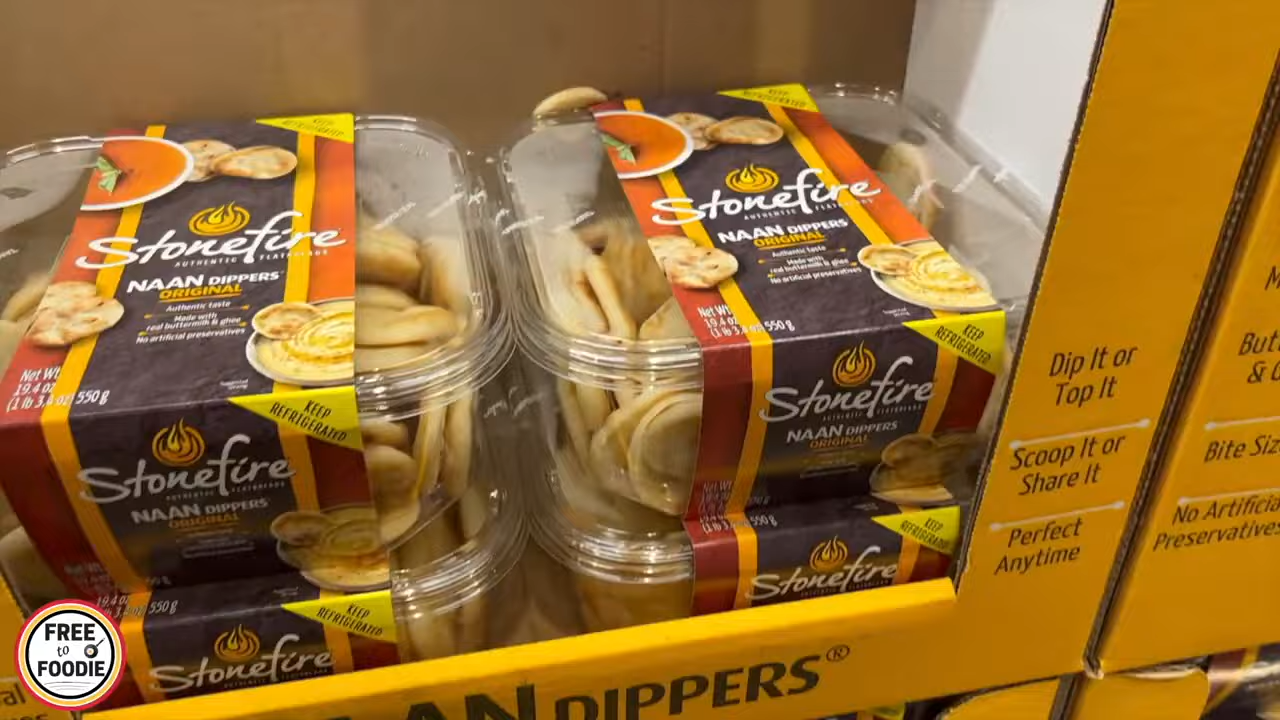 KEEP
REFRIGERATED
Stonefire
AUTHENTIC FLATBREADS
NAAN DIPPERS
ORIGINAL
Authentic taste
Made with
real buttermilk & ghee
No artificial preservatives
Net Wt
19.4 oz
(1 lb 3.4 oz) 550 g
KEEP
REFRIGERATED
Stonefire
AUTHENTIC FLATBREADS
NAAN DIPPERS
ORIGINAL
550 g
KEEP
REFRIGERATED
Stonefire
KEEP
REFRIGERATED
Stonefire
AUTHENTIC FLATBREADS
NAAN DIPPERS
ORIGINAL
Authentic taste
Made with
real buttermilk & ghee
No artificial preservatives
Net Wt
19.4 oz
(1 lb 3.4 oz) 550 g
KEEP
REFRIGERATED
Stonefire
AUTHENTIC FLATBREADS
NAAN DIPPERS
ORIGINAL
550 g
KEEP
REFRIGERATED
Stonefire
Dip It or
Top It
Scoop It or
Share It
Perfect
Anytime
& G
Bite Siz
No Artificia
Preservatives
DIPPERS®
FREE
to
FOODIE